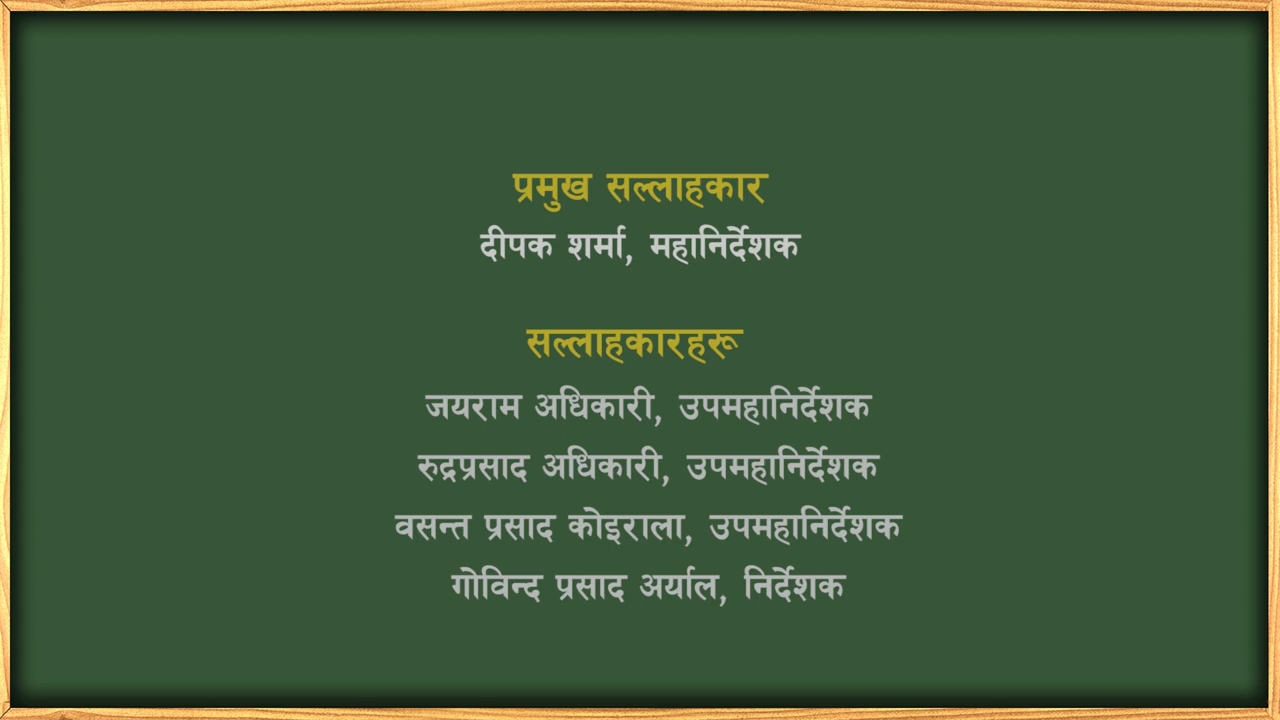 प्रमुख सल्लाहकार
दीपक शर्मा, महानिर्देशक
सल्लाहकारहरू
जयराम अधिकारी, उपमहानिर्देशक
रुद्रप्रसाद अधिकारी, उपमहानिर्देशक
वसन्त प्रसाद कोइराला, उपमहानिर्देशक
गोविन्द प्रसाद अर्याल, निर्देशक